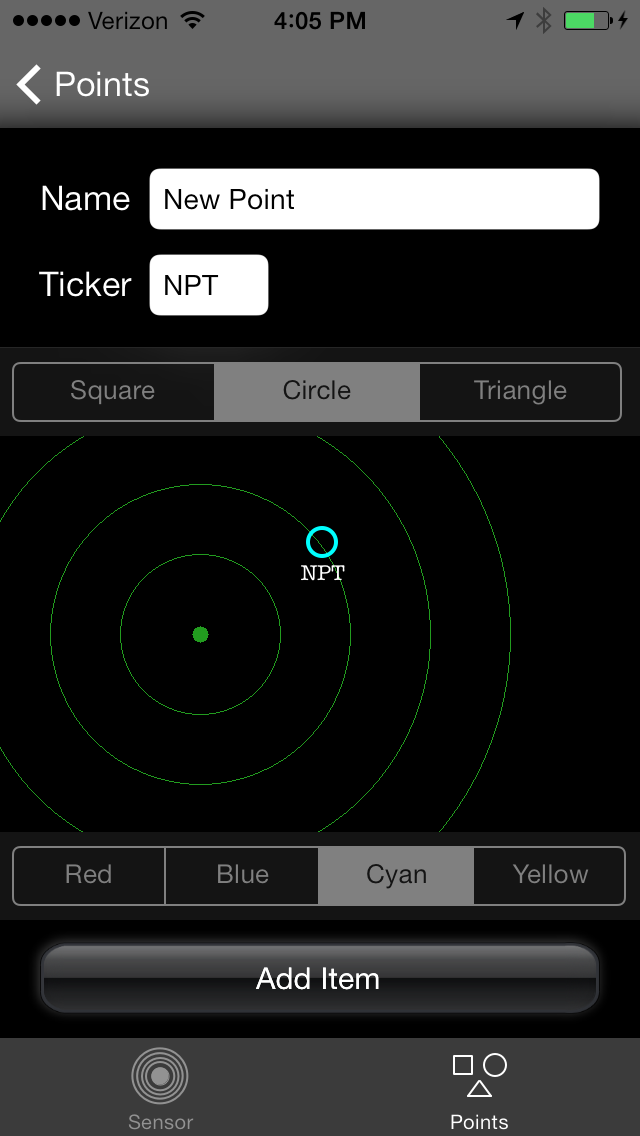 Verizon 4:05 PM
Points
Name New Point
Ticker NPT
Square Circle Triangle
NPT
Red Blue Cyan Yellow
Add Item
Sensor Points